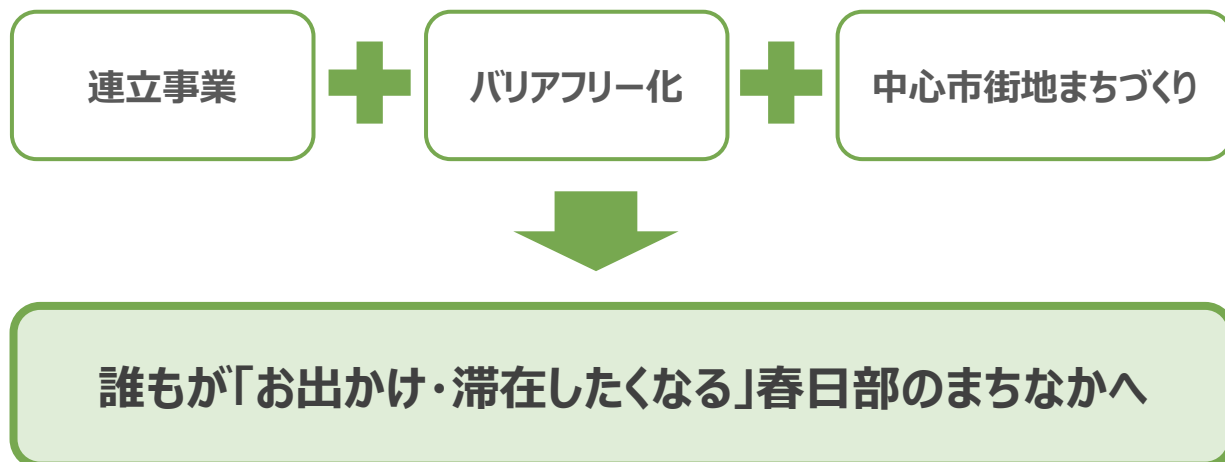 連立事業
バリアフリー化
中心市街地まちづくり
誰もが「お出かけ・滞在したくなる」春日部のまちなかへ